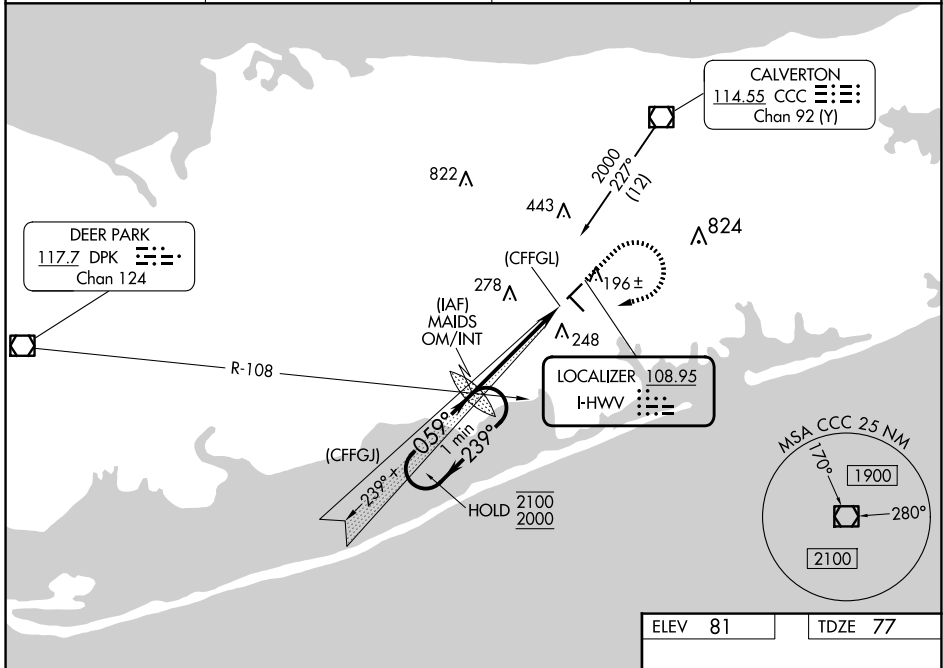 CALVERTON
114.55 CCC
Chan 92 (Y)
2000
227°
(12)
822
443
824
DEER PARK
117.7 DPK
Chan 124
(CFFGL)
196 ±
278
(IAF)
MAIDS
OM/INT
248
R-108
LOCALIZER 108.95
I-HWV
059°
1 min
239°
(CFFGJ)
239°
HOLD 2100
2000
MSA CCC 25 NM
170°
1900
280°
2100
ELEV 81
TDZE 77